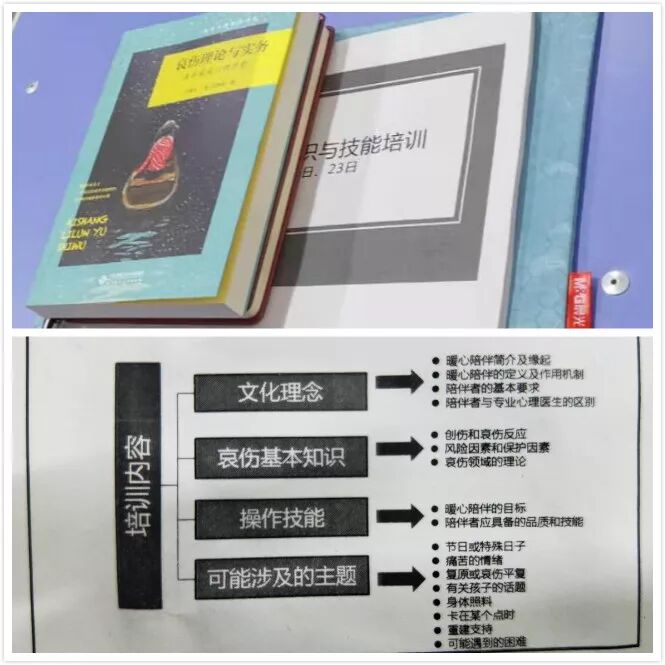 哀伤理论与实务
AISHANG
LILUN YU
SHIWU
识与技能培训
日、23日
培训内容
文化理念
暖心陪伴简介及缘起
暖心陪伴的定义及作用机制
陪伴者的基本要求
陪伴者与专业心理医生的区别
哀伤基本知识
创伤和哀伤反应
风险因素和保护因素
哀伤领域的理论
操作技能
暖心陪伴的目标
陪伴者应具备的品质和技能
可能涉及的主题
节日或特殊日子
痛苦的情绪
复原或哀伤平复
有关孩子的话题
身体照料
卡在某个点时
重建支持
可能遇到的困难